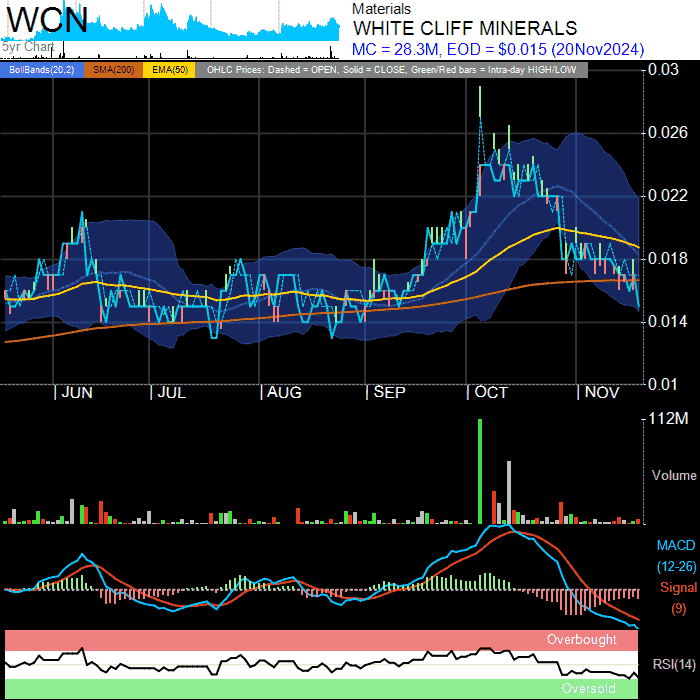 WCN
5yr Chart
Materials
WHITE CLIFF MINERALS
MC = 28.3M, EOD = $0.015 (20Nov2024)
BollBands(20,2) SMA(200) EMA(50) OHLC Prices: Dashed = OPEN, Solid = CLOSE, Green/Red bars = Intra-day HIGH/LOW
0.03
0.026
0.022
0.018
0.014
0.01
| JUN | JUL | AUG | SEP | OCT | NOV
112M
Volume
MACD
(12-26)
Signal
(9)
Overbought
RSI(14)
Oversold